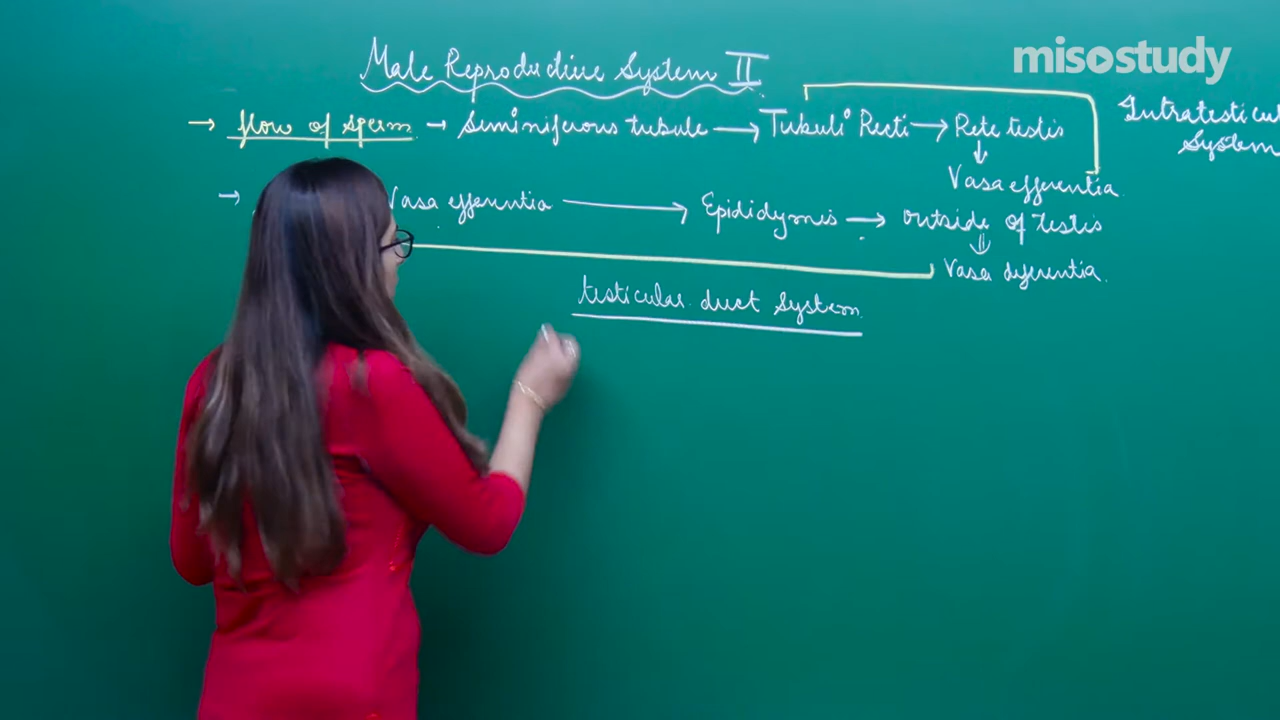 misostudy
Male Reproductive System II
→ flow of sperm → Seminiferous tubule → Tubuli Recti → Rete testis
↓
Vasa efferentia
Intratesticul
System
→ Vasa efferentia → Epididymis → outside of testis
⇓
Vasa deferentia
testicular duct System